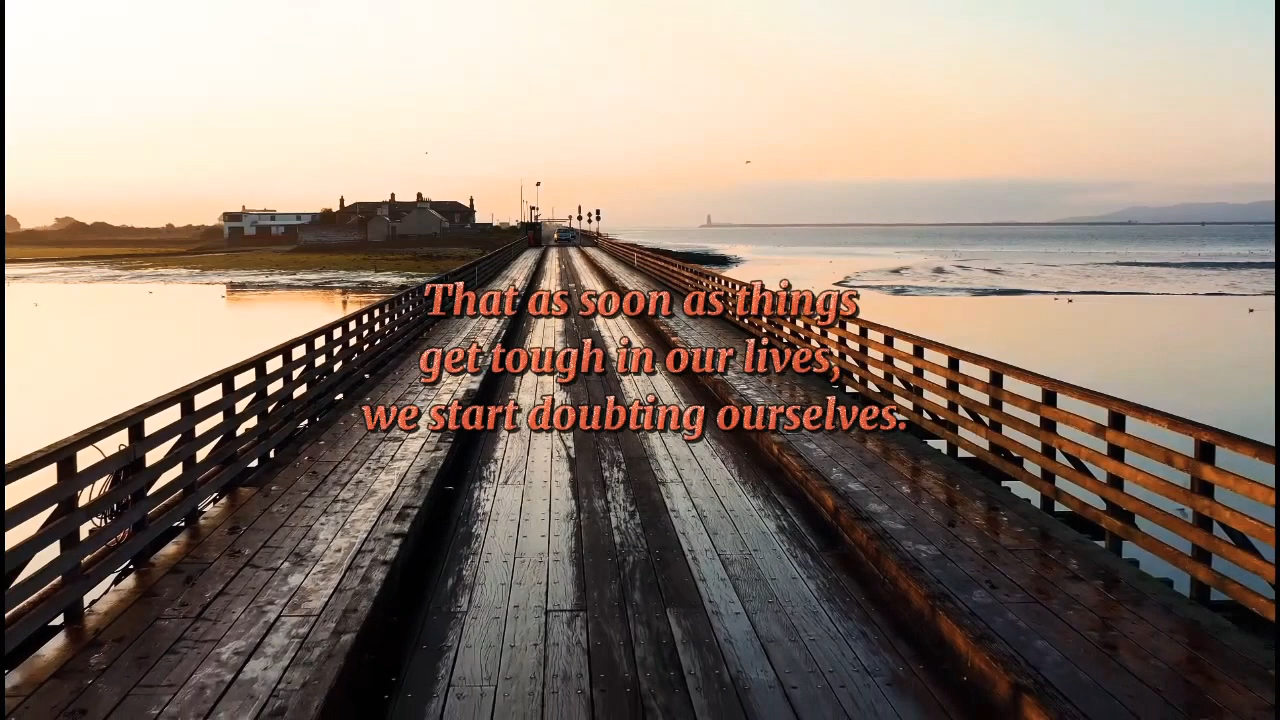 That as soon as things
get tough in our lives,
we start doubting ourselves.